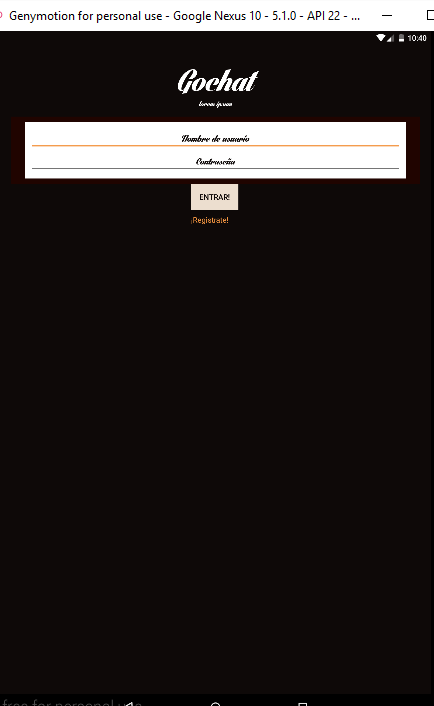 Genymotion for personal use - Google Nexus 10 - 5.1.0 - API 22 - ...
10:40
Gochat
lorem ipsum
Nombre de usuario
Contraseña
ENTRAR!
¡Registrate!
free for personal use